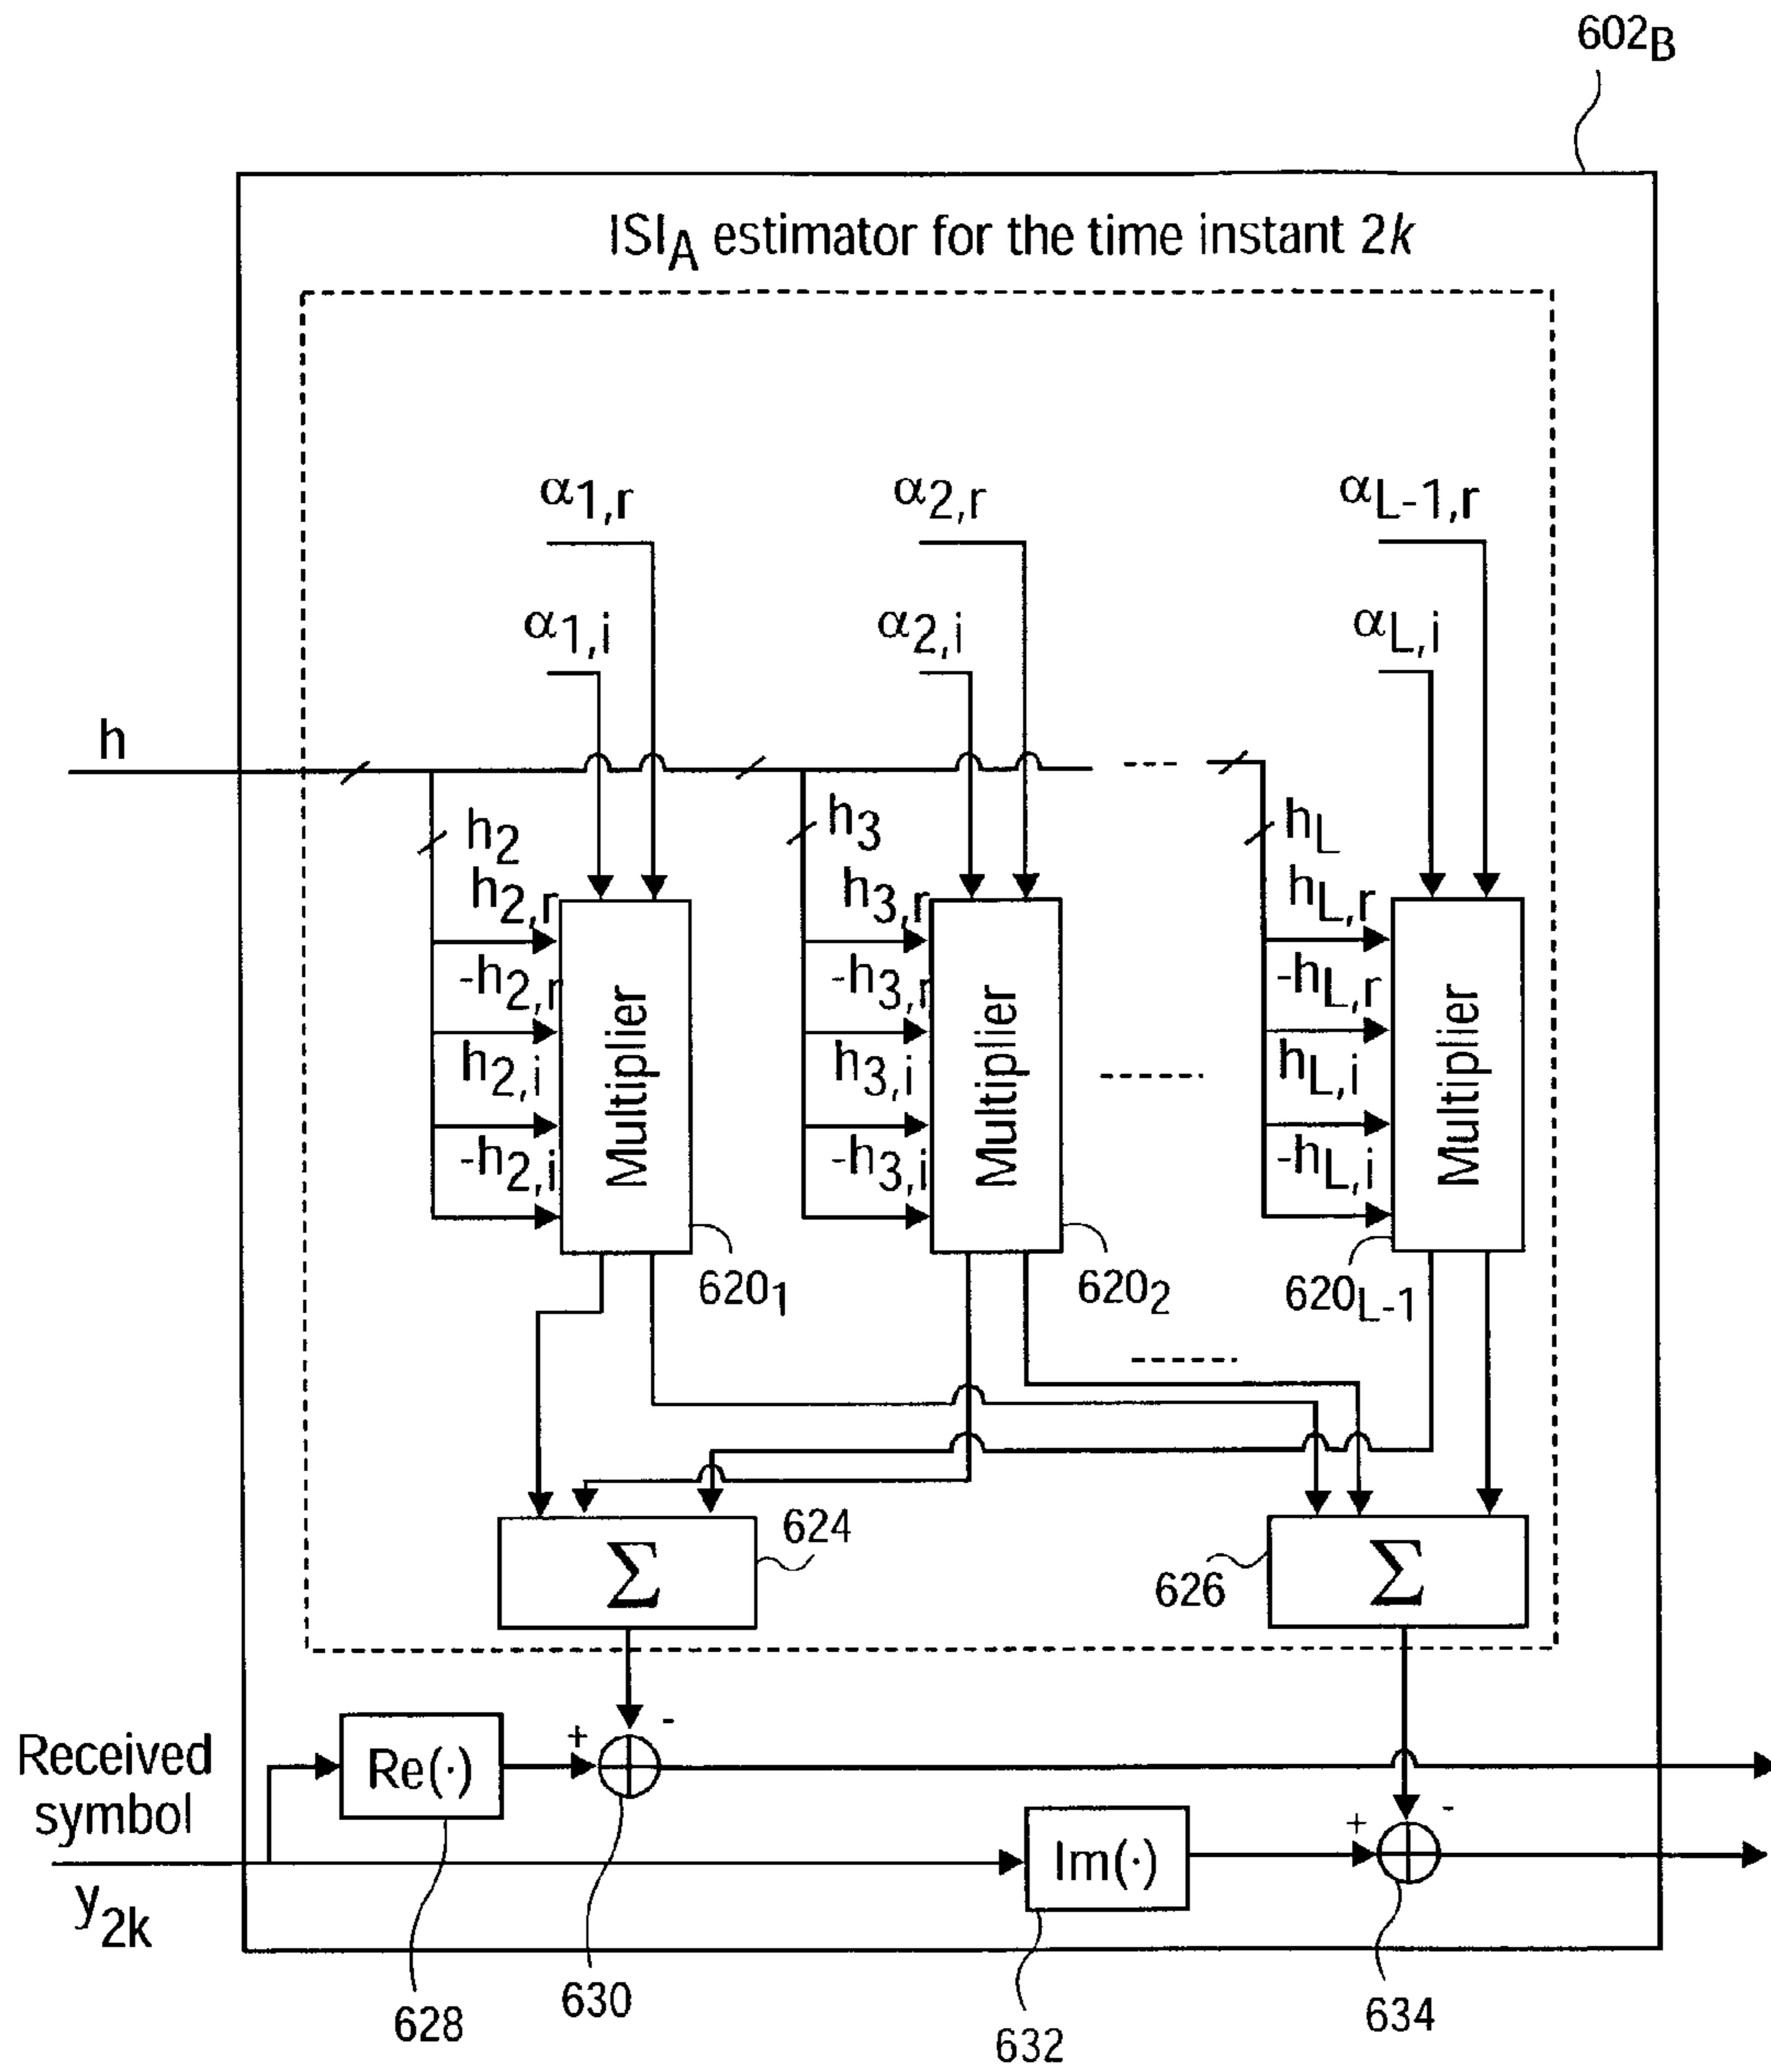 602B
ISIA estimator for the time instant 2k
α1,r
α2,r
αL-1,r
α1,i
α2,i
αL,i
h
---
h2
h3
hL
h2,r
h3,r
hL,r
-h2,r
-h3,r
-hL,r
h2,i
h3,i
hL,i
-h2,i
-h3,i
-hL,i
Multiplier
Multiplier
Multiplier
6201
6202
620L-1
Σ
624
626
Σ
Received
symbol
y2k
Re(·)
+
-
Im(·)
+
-
628
630
632
634